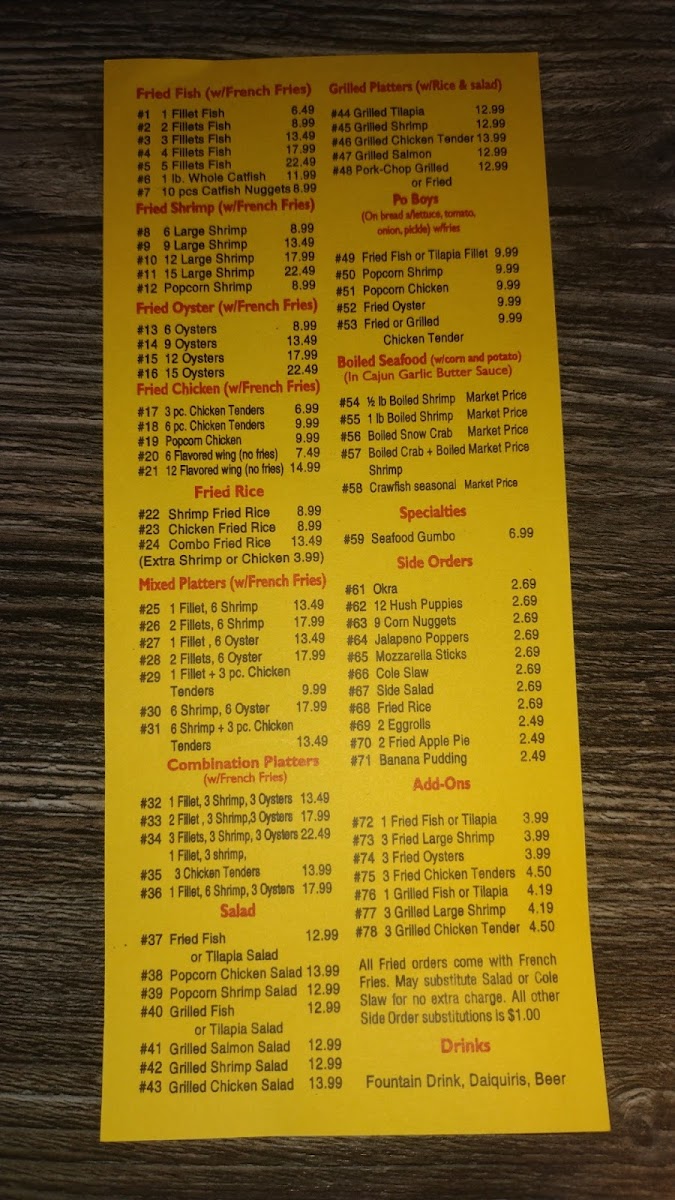 Fried Fish (w/French Fries)
#1 1 Fillet Fish 6.49
#2 2 Fillets Fish 8.99
#3 3 Fillets Fish 13.49
#4 4 Fillets Fish 17.99
#5 5 Fillets Fish 22.49
#6 1 lb. Whole Catfish 11.99
#7 10 pcs Catfish Nuggets 8.99
Fried Shrimp (w/French Fries)
#8 6 Large Shrimp 8.99
#9 9 Large Shrimp 13.49
#10 12 Large Shrimp 17.99
#11 15 Large Shrimp 22.49
#12 Popcorn Shrimp 8.99
Fried Oyster (w/French Fries)
#13 6 Oysters 8.99
#14 9 Oysters 13.49
#15 12 Oysters 17.99
#16 15 Oysters 22.49
Fried Chicken (w/French Fries)
#17 3 pc. Chicken Tenders 6.99
#18 6 pc. Chicken Tenders 9.99
#19 Popcorn Chicken 9.99
#20 6 Flavored wing (no fries) 7.49
#21 12 Flavored wing (no fries) 14.99
Fried Rice
#22 Shrimp Fried Rice 8.99
#23 Chicken Fried Rice 8.99
#24 Combo Fried Rice 13.49
(Extra Shrimp or Chicken 3.99)
Mixed Platters (w/French Fries)
#25 1 Fillet, 6 Shrimp 13.49
#26 2 Fillets, 6 Shrimp 17.99
#27 1 Fillet , 6 Oyster 13.49
#28 2 Fillets, 6 Oyster 17.99
#29 1 Fillet + 3 pc. Chicken
Tenders 9.99
#30 6 Shrimp, 6 Oyster 17.99
#31 6 Shrimp + 3 pc. Chicken
Tenders 13.49
Combination Platters
(w/French Fries)
#32 1 Fillet, 3 Shrimp, 3 Oysters 13.49
#33 2 Fillet , 3 Shrimp,3 Oysters 17.99
#34 3 Fillets, 3 Shrimp, 3 Oysters 22.49
1 Fillet, 3 shrimp,
#35 3 Chicken Tenders 13.99
#36 1 Fillet, 6 Shrimp, 3 Oysters 17.99
Salad
#37 Fried Fish 12.99
or Tilapia Salad
#38 Popcorn Chicken Salad 13.99
#39 Popcorn Shrimp Salad 12.99
#40 Grilled Fish 12.99
or Tilapia Salad
#41 Grilled Salmon Salad 12.99
#42 Grilled Shrimp Salad 12.99
#43 Grilled Chicken Salad 13.99
Grilled Platters (w/Rice & salad)
#44 Grilled Tilapia 12.99
#45 Grilled Shrimp 12.99
#46 Grilled Chicken Tender 13.99
#47 Grilled Salmon 12.99
#48 Pork-Chop Grilled 12.99
or Fried
Po Boys
(On bread s/lettuce, tomato,
onion, pickle) w/fries
#49 Fried Fish or Tilapia Fillet 9.99
#50 Popcorn Shrimp 9.99
#51 Popcorn Chicken 9.99
#52 Fried Oyster 9.99
#53 Fried or Grilled 9.99
Chicken Tender
Boiled Seafood (w/corn and potato)
(In Cajun Garlic Butter Sauce)
#54 ½ lb Boiled Shrimp Market Price
#55 1 lb Boiled Shrimp Market Price
#56 Boiled Snow Crab Market Price
#57 Boiled Crab + Boiled Market Price
Shrimp
#58 Crawfish seasonal Market Price
Specialties
#59 Seafood Gumbo 6.99
Side Orders
#61 Okra 2.69
#62 12 Hush Puppies 2.69
#63 9 Corn Nuggets 2.69
#64 Jalapeno Poppers 2.69
#65 Mozzarella Sticks 2.69
#66 Cole Slaw 2.69
#67 Side Salad 2.69
#68 Fried Rice 2.69
#69 2 Eggrolls 2.49
#70 2 Fried Apple Pie 2.49
#71 Banana Pudding 2.49
Add-Ons
#72 1 Fried Fish or Tilapia 3.99
#73 3 Fried Large Shrimp 3.99
#74 3 Fried Oysters 3.99
#75 3 Fried Chicken Tenders 4.50
#76 1 Grilled Fish or Tilapia 4.19
#77 3 Grilled Large Shrimp 4.19
#78 3 Grilled Chicken Tender 4.50
All Fried orders come with French
Fries. May substitute Salad or Cole
Slaw for no extra charge. All other
Side Order substitutions is $1.00
Drinks
Fountain Drink, Daiquiris, Beer